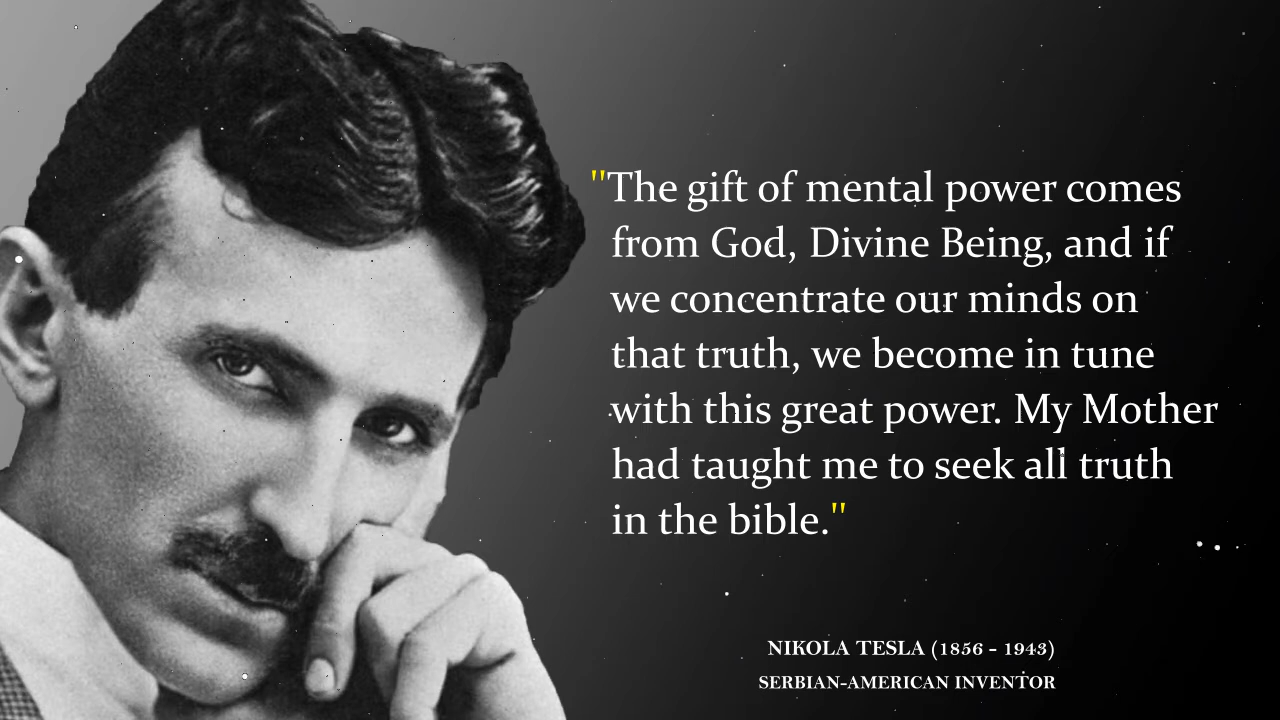 "The gift of mental power comes
from God, Divine Being, and if
we concentrate our minds on
that truth, we become in tune
with this great power. My Mother
had taught me to seek all truth
in the bible."
NIKOLA TESLA (1856 - 1943)
SERBIAN-AMERICAN INVENTOR